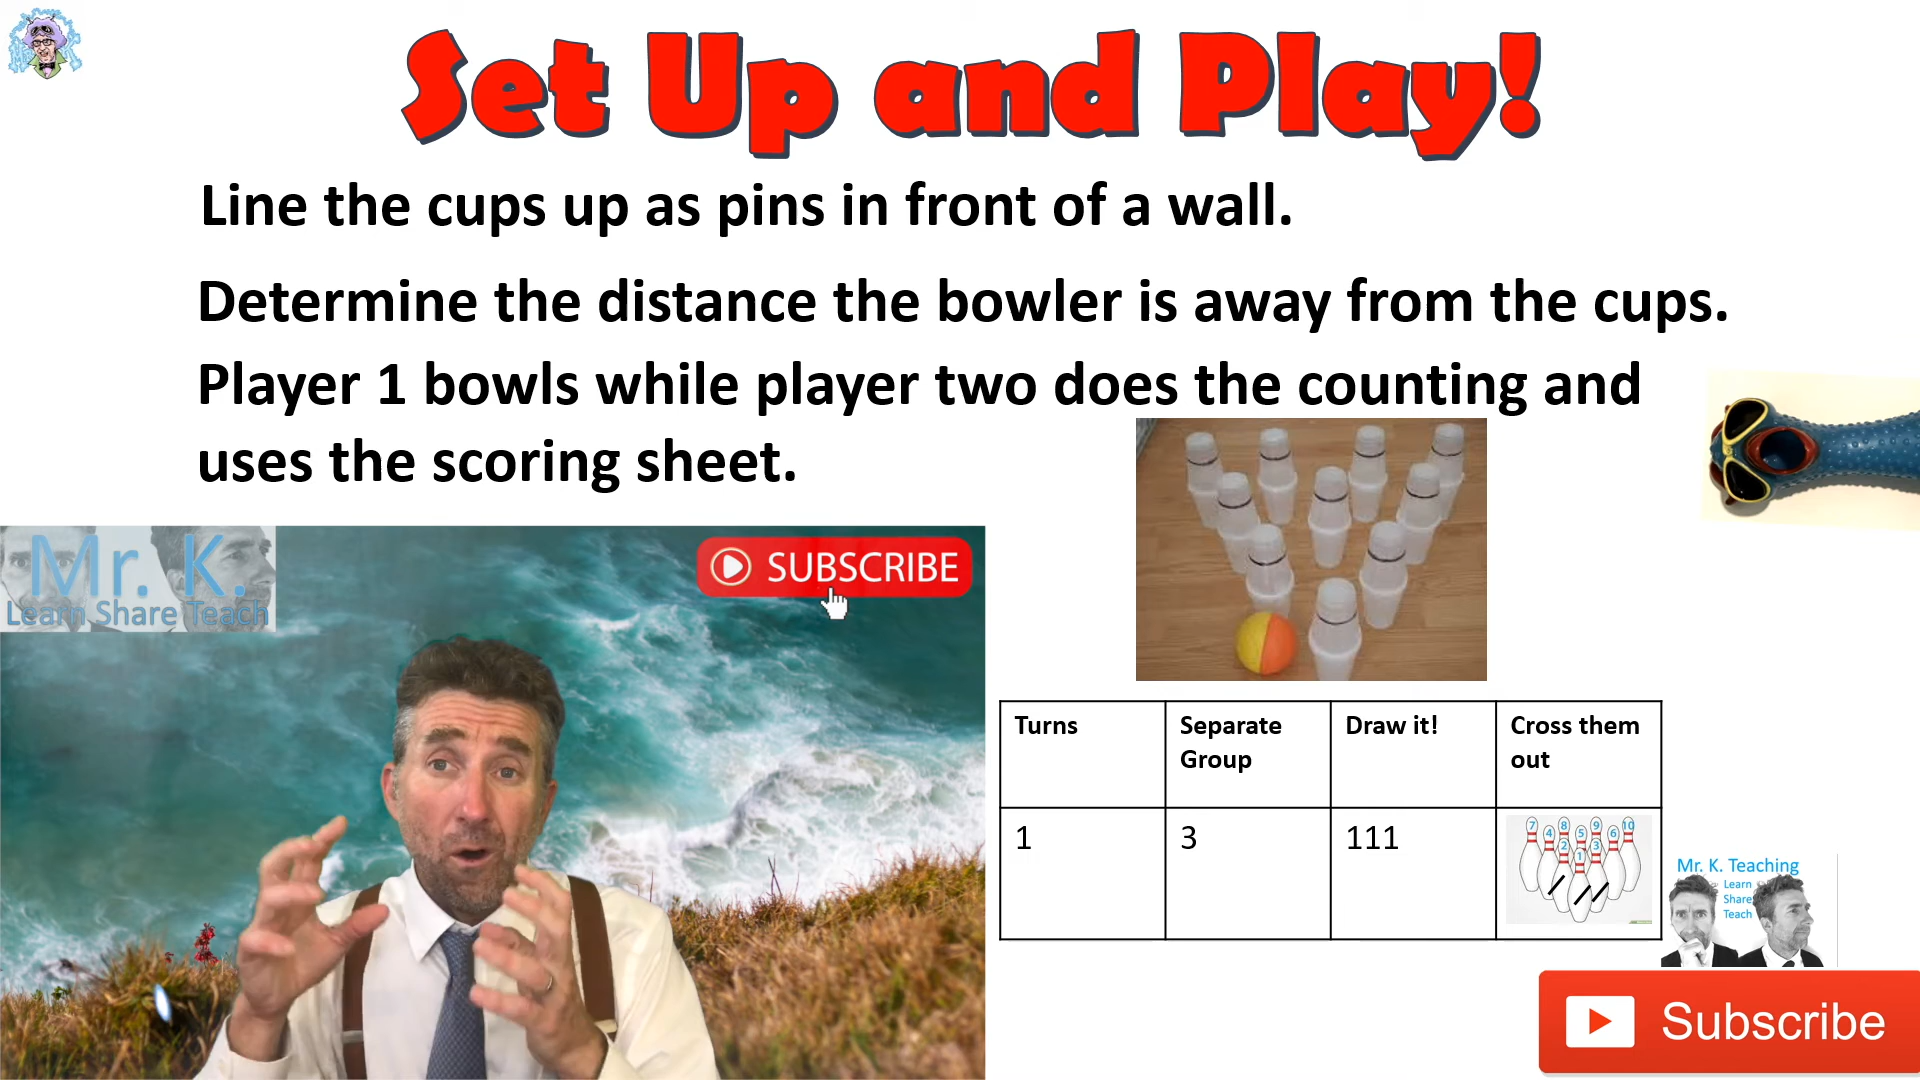 Set Up and Play!
Line the cups up as pins in front of a wall.
Determine the distance the bowler is away from the cups.
Player 1 bowls while player two does the counting and
uses the scoring sheet.
Mr. K.
Learn Share Teach
SUBSCRIBE
Turns
Separate
Group
Draw it!
Cross them
out
1
3
111
7 8 9 10
4 5 6
2 3
1
Mr. K. Teaching
Learn
Share
Teach
Subscribe